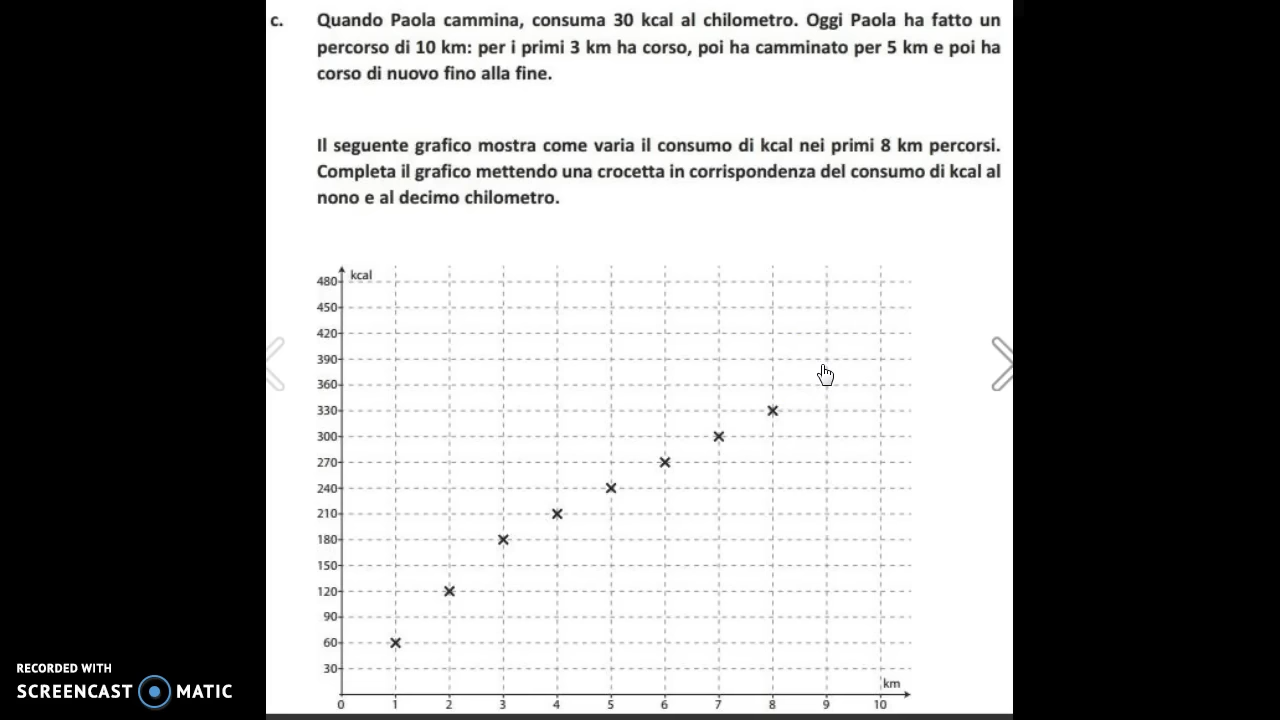 c. Quando Paola cammina, consuma 30 kcal al chilometro. Oggi Paola ha fatto un
percorso di 10 km: per i primi 3 km ha corso, poi ha camminato per 5 km e poi ha
corso di nuovo fino alla fine.
Il seguente grafico mostra come varia il consumo di kcal nei primi 8 km percorsi.
Completa il grafico mettendo una crocetta in corrispondenza del consumo di kcal al
nono e al decimo chilometro.
kcal
480
450
420
390
360
330
300
270
240
210
180
150
120
90
60
30
km
0 1 2 3 4 5 6 7 8 9 10
RECORDED WITH
SCREENCAST MATIC